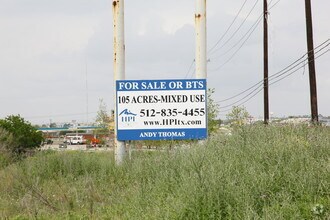 FOR SALE OR BTS
105 ACRES-MIXED USE
HPI
512-835-4455
www.HPItx.com
ANDY THOMAS